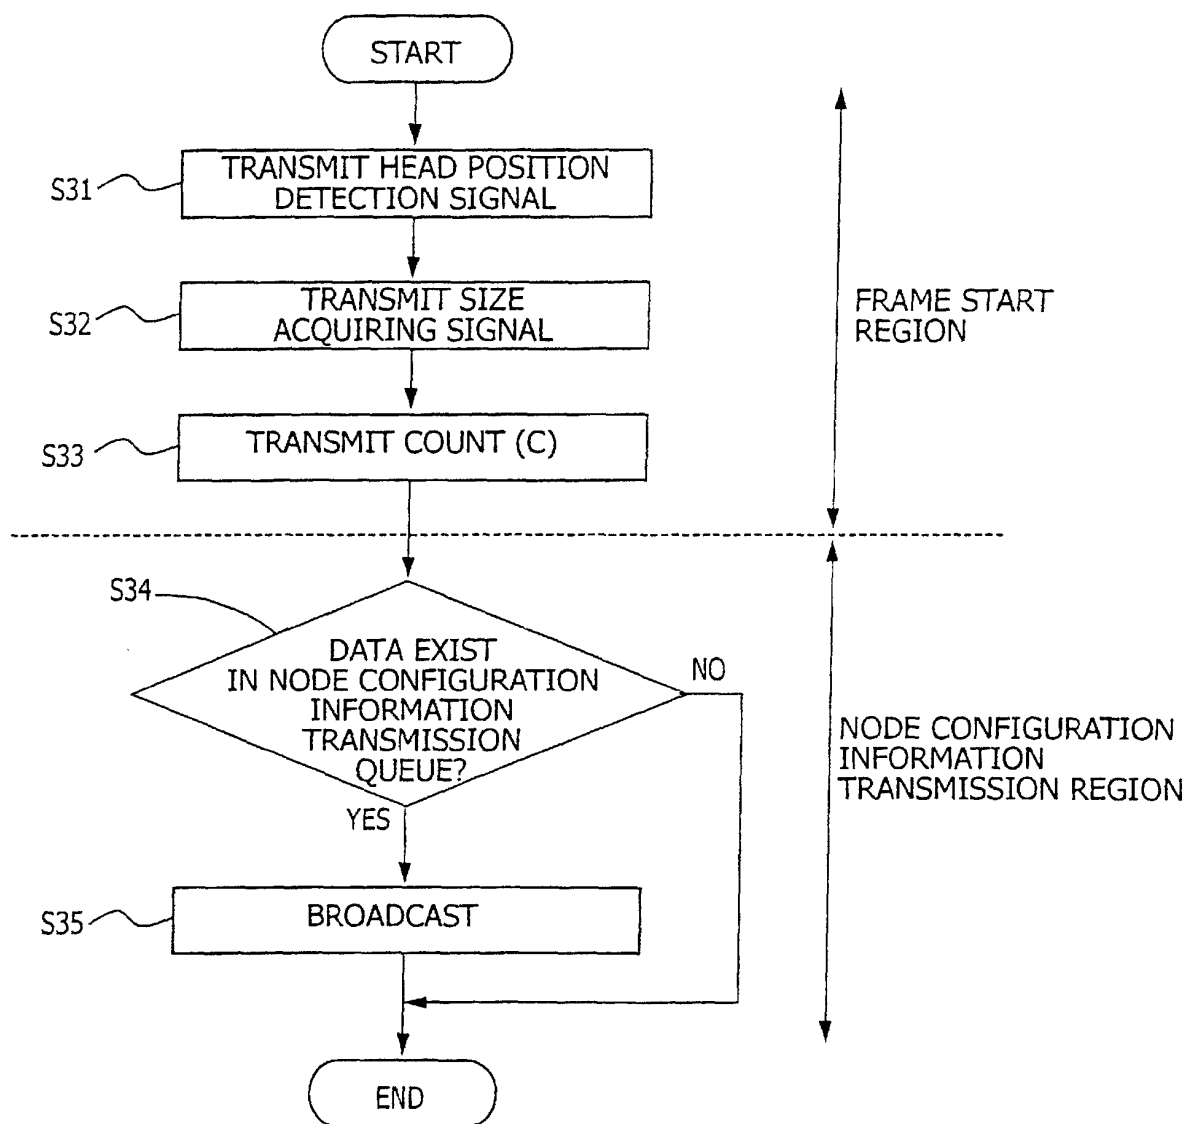 START
S31
TRANSMIT HEAD POSITION
DETECTION SIGNAL
S32
TRANSMIT SIZE
ACQUIRING SIGNAL
FRAME START
REGION
S33
TRANSMIT COUNT (C)
S34
DATA EXIST
IN NODE CONFIGURATION
INFORMATION
TRANSMISSION
QUEUE?
NO
YES
NODE CONFIGURATION
INFORMATION
TRANSMISSION REGION
S35
BROADCAST
END